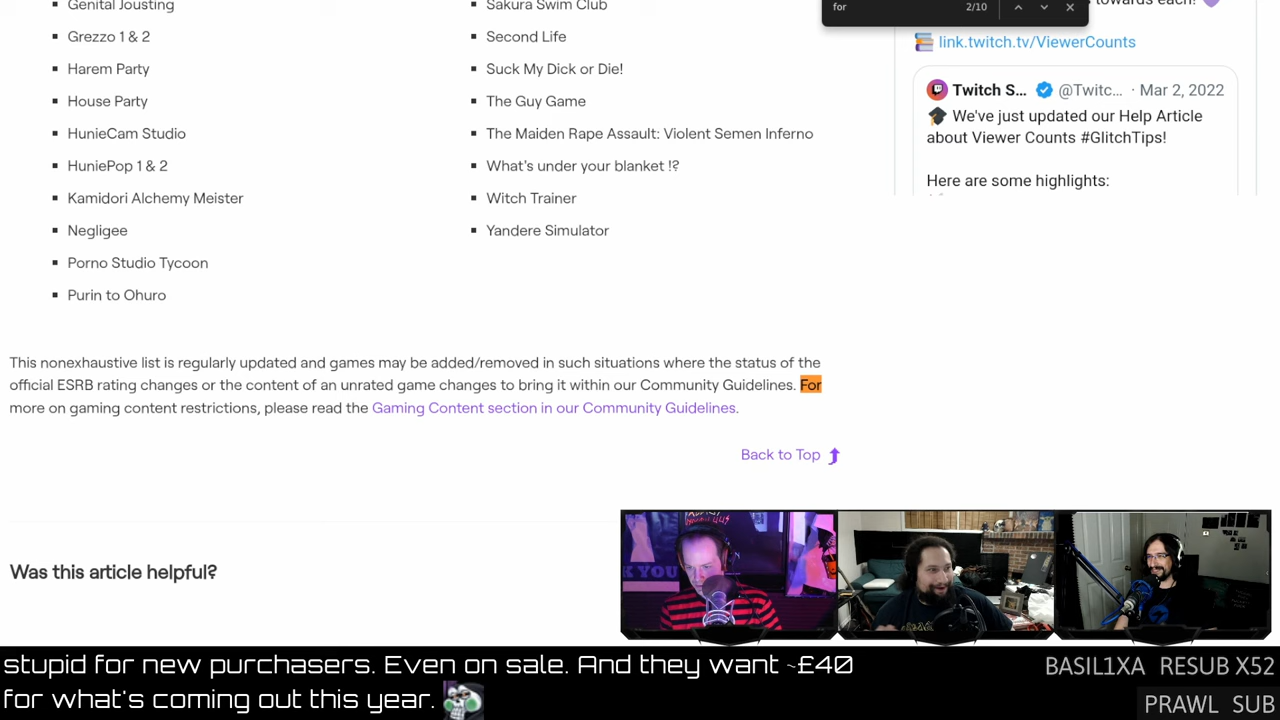 Genital Jousting
Sakura Swim Club
for
2/10
towards each!
Grezzo 1 & 2
Second Life
link.twitch.tv/ViewerCounts
Harem Party
Suck My Dick or Die!
Twitch S... @Twitc... · Mar 2, 2022
House Party
The Guy Game
We've just updated our Help Article
about Viewer Counts #GlitchTips!
HunieCam Studio
The Maiden Rape Assault: Violent Semen Inferno
HuniePop 1 & 2
What's under your blanket !?
Here are some highlights:
Kamidori Alchemy Meister
Witch Trainer
Negligee
Yandere Simulator
Porno Studio Tycoon
Purin to Ohuro
This nonexhaustive list is regularly updated and games may be added/removed in such situations where the status of the
official ESRB rating changes or the content of an unrated game changes to bring it within our Community Guidelines. For
more on gaming content restrictions, please read the Gaming Content section in our Community Guidelines.
Back to Top
Was this article helpful?
K YOU
stupid for new purchasers. Even on sale. And they want ~£40
for what's coming out this year.
BASIL1XA RESUB X52
PRAWL SUB